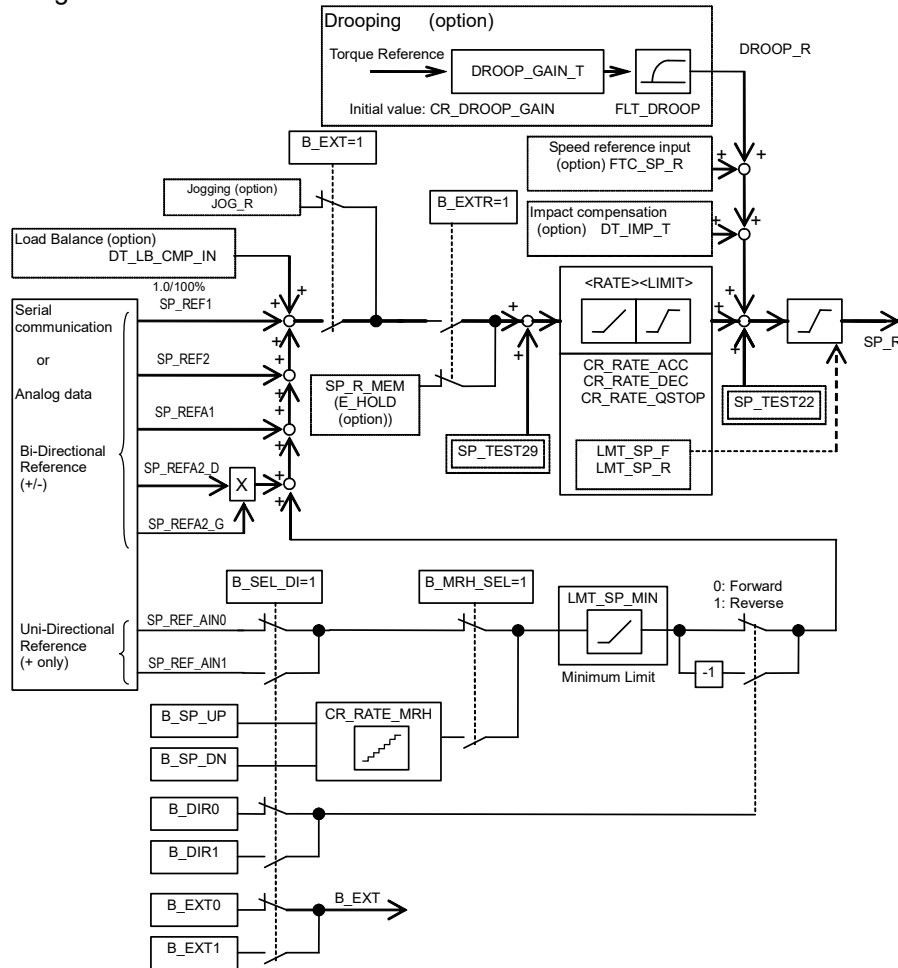 Drooping (option)
Torque Reference
DROOP_GAIN_T
Initial value: CR_DROOP_GAIN
FLT_DROOP
DROOP_R
B_EXT=1
Speed reference input
(option) FTC_SP_R
+
+
Jogging (option)
JOG_R
B_EXTR=1
Impact compensation
(option) DT_IMP_T
+
+
Load Balance (option)
DT_LB_CMP_IN
1.0/100%
Serial
communication
or
Analog data
Bi-Directional
Reference
(+/-)
SP_REF1
SP_REF2
SP_REFA1
SP_REFA2_D
X
SP_REFA2_G
+
+
+
+
+
+
+
+
+
SP_R_MEM
(E_HOLD
(option))
+
+
SP_TEST29
<RATE><LIMIT>
CR_RATE_ACC
CR_RATE_DEC
CR_RATE_QSTOP
LMT_SP_F
LMT_SP_R
+
+
+
SP_TEST22
SP_R
B_SEL_DI=1
B_MRH_SEL=1
LMT_SP_MIN
Minimum Limit
0: Forward
1: Reverse
-1
Uni-Directional
Reference
(+ only)
SP_REF_AIN0
SP_REF_AIN1
B_SP_UP
B_SP_DN
CR_RATE_MRH
B_DIR0
B_DIR1
B_EXT0
B_EXT
B_EXT1